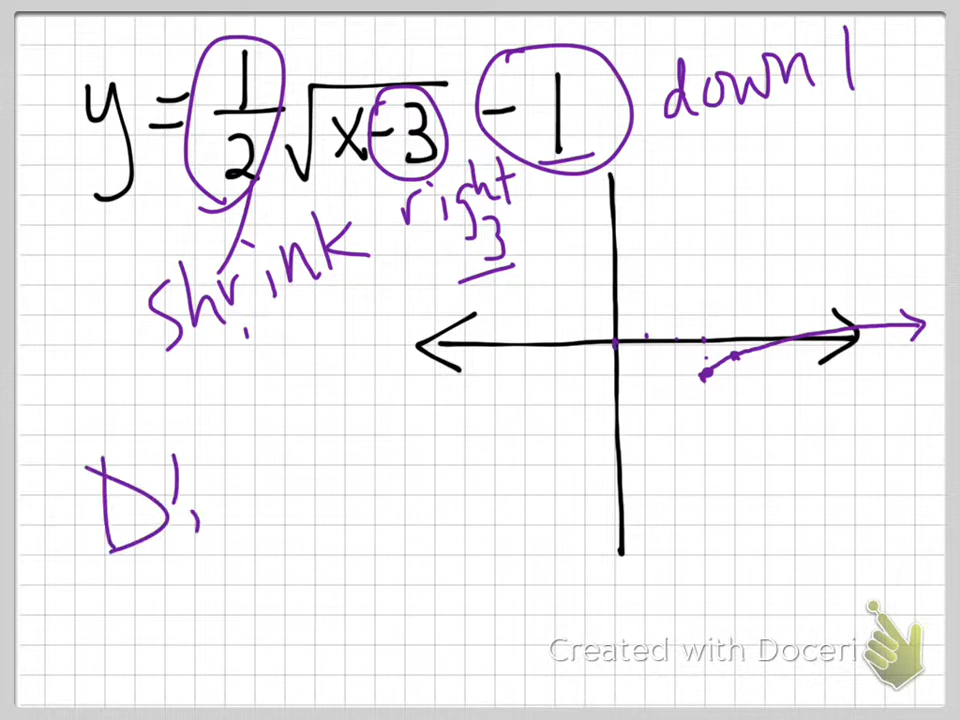 y = 1/2 √x-3 - 1 down 1
shrink right
3
D:
Created with Doceri